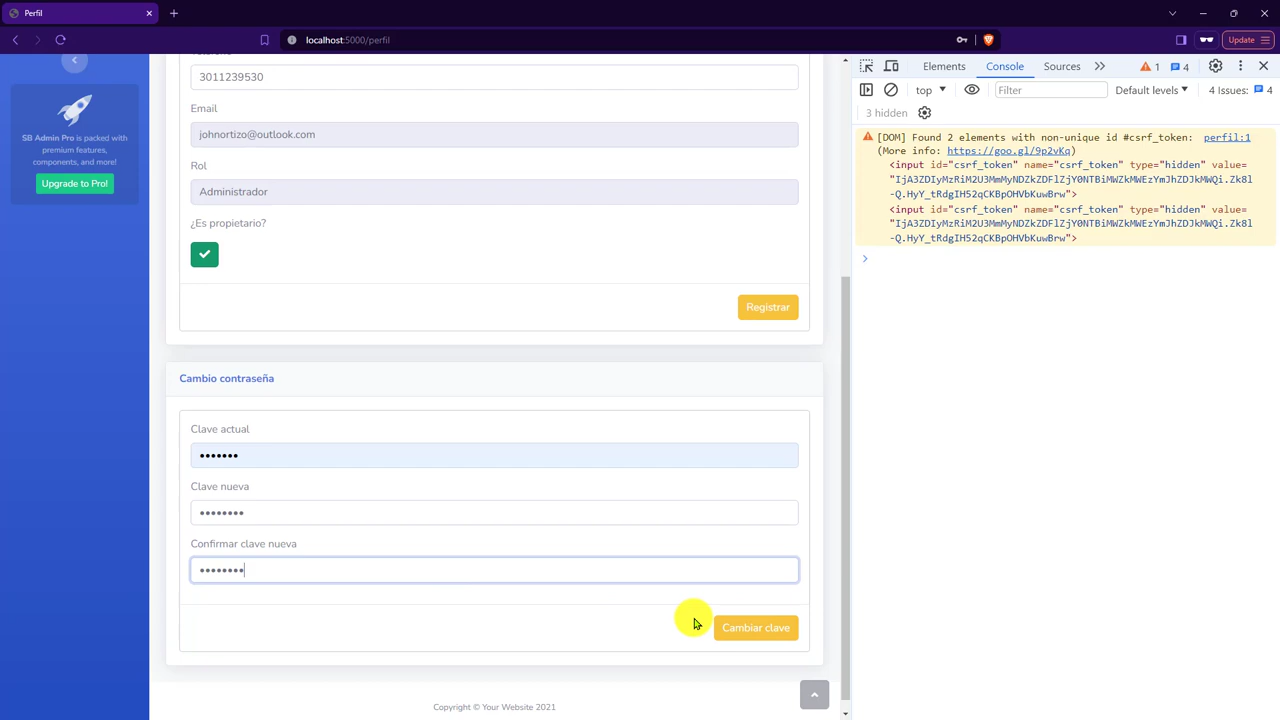 Perfil
localhost:5000/perfil
Update
SB Admin Pro is packed with
premium features,
components, and more!
Upgrade to Pro!
3011239530
Email
johnortizo@outlook.com
Rol
Administrador
¿Es propietario?
Registrar
Cambio contraseña
Clave actual
•••••••
Clave nueva
••••••••
Confirmar clave nueva
••••••••
Cambiar clave
Copyright © Your Website 2021
Elements
Console
Sources
1
4
top
Filter
Default levels
4 Issues: 4
3 hidden
[DOM] Found 2 elements with non-unique id #csrf_token: perfil:1
(More info: https://goo.gl/9p2vKq)
<input id="csrf_token" name="csrf_token" type="hidden" value=
"IjA3ZDIyMzRiM2U3MmMyNDZkZDFlZjY0NTBiMWZkMWEzYmJhZDJkMWQi.Zk8l
-Q.HyY_tRdgIH52qCKBpOHVbKuwBrw">
<input id="csrf_token" name="csrf_token" type="hidden" value=
"IjA3ZDIyMzRiM2U3MmMyNDZkZDFlZjY0NTBiMWZkMWEzYmJhZDJkMWQi.Zk8l
-Q.HyY_tRdgIH52qCKBpOHVbKuwBrw">